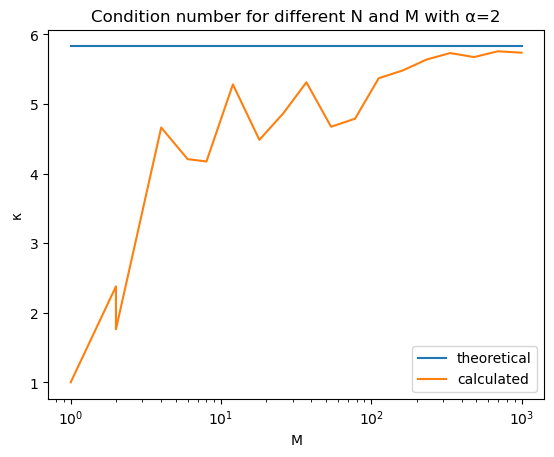 Condition number for different N and M with α=2
6
5
4
3
2
1
κ
10⁰
10¹
10²
10³
M
theoretical
calculated